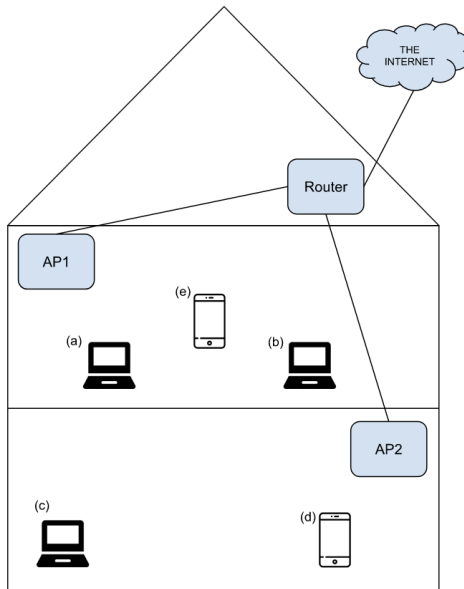 THE
INTERNET
Router
AP1
(e)
(a)
(b)
AP2
(c)
(d)